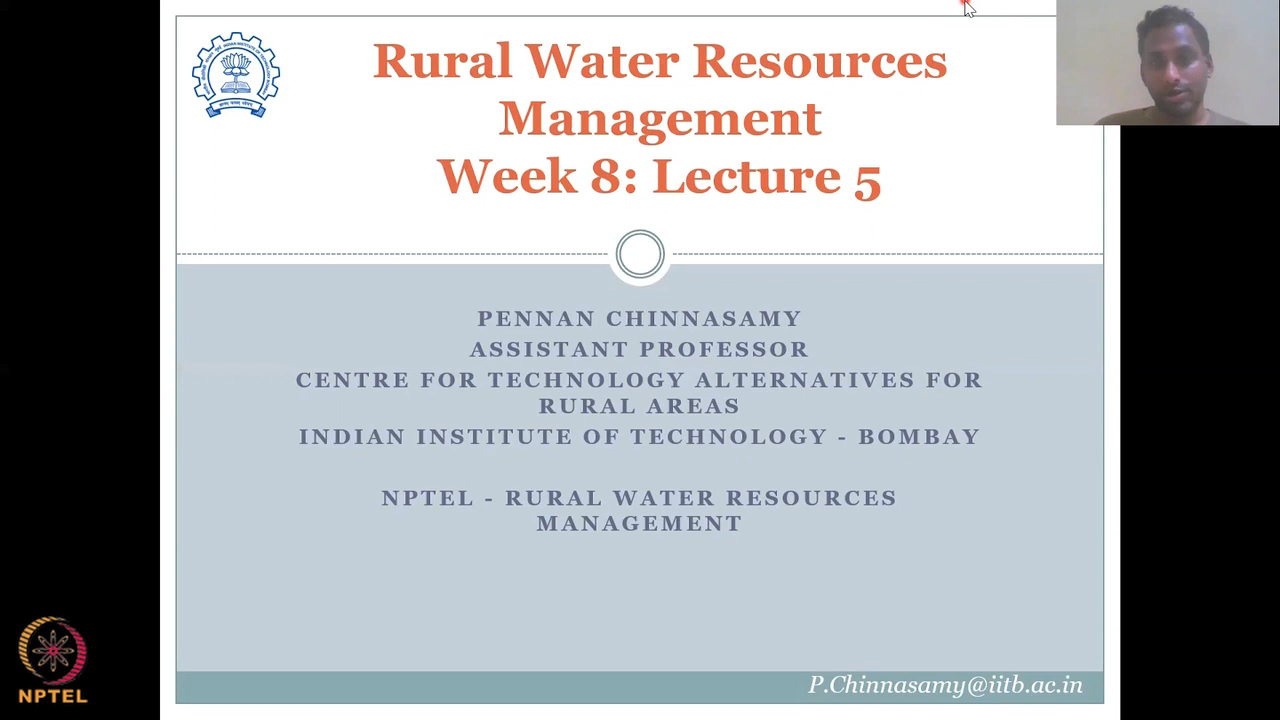 Rural Water Resources
Management
Week 8: Lecture 5
PENNAN CHINNASAMY
ASSISTANT PROFESSOR
CENTRE FOR TECHNOLOGY ALTERNATIVES FOR
RURAL AREAS
INDIAN INSTITUTE OF TECHNOLOGY - BOMBAY
NPTEL - RURAL WATER RESOURCES
MANAGEMENT
P.Chinnasamy@iitb.ac.in
NPTEL